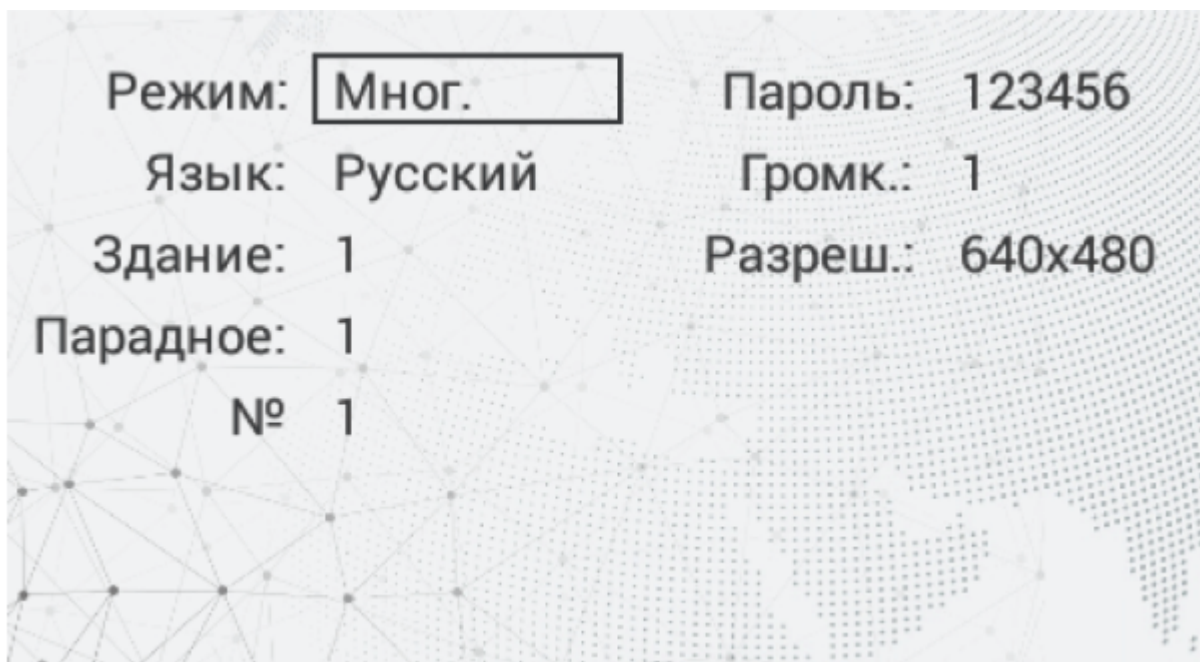 Режим: Мног. Пароль: 123456
Язык: Русский Громк.: 1
Здание: 1 Разреш.: 640x480
Парадное: 1
№ 1